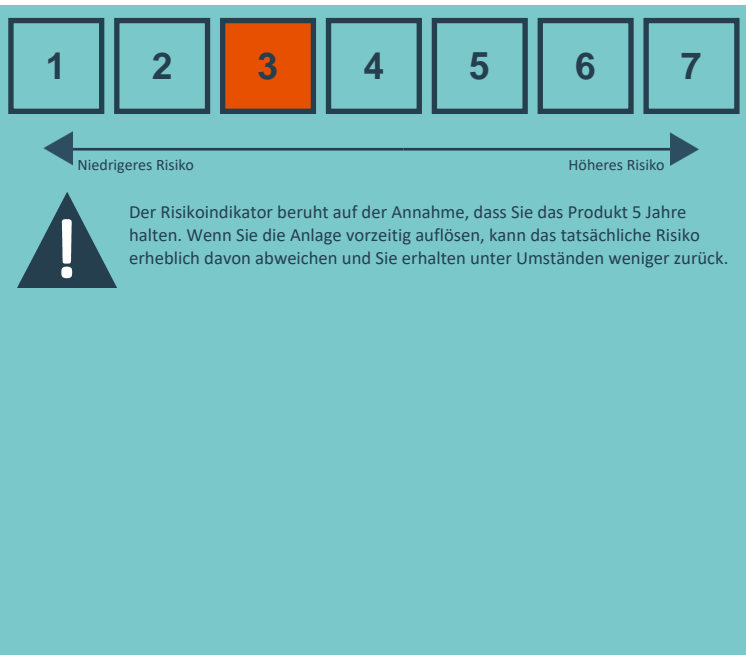 1 2 3 4 5 6 7
Niedrigeres Risiko Höheres Risiko
Der Risikoindikator beruht auf der Annahme, dass Sie das Produkt 5 Jahre
halten. Wenn Sie die Anlage vorzeitig auflösen, kann das tatsächliche Risiko
erheblich davon abweichen und Sie erhalten unter Umständen weniger zurück.